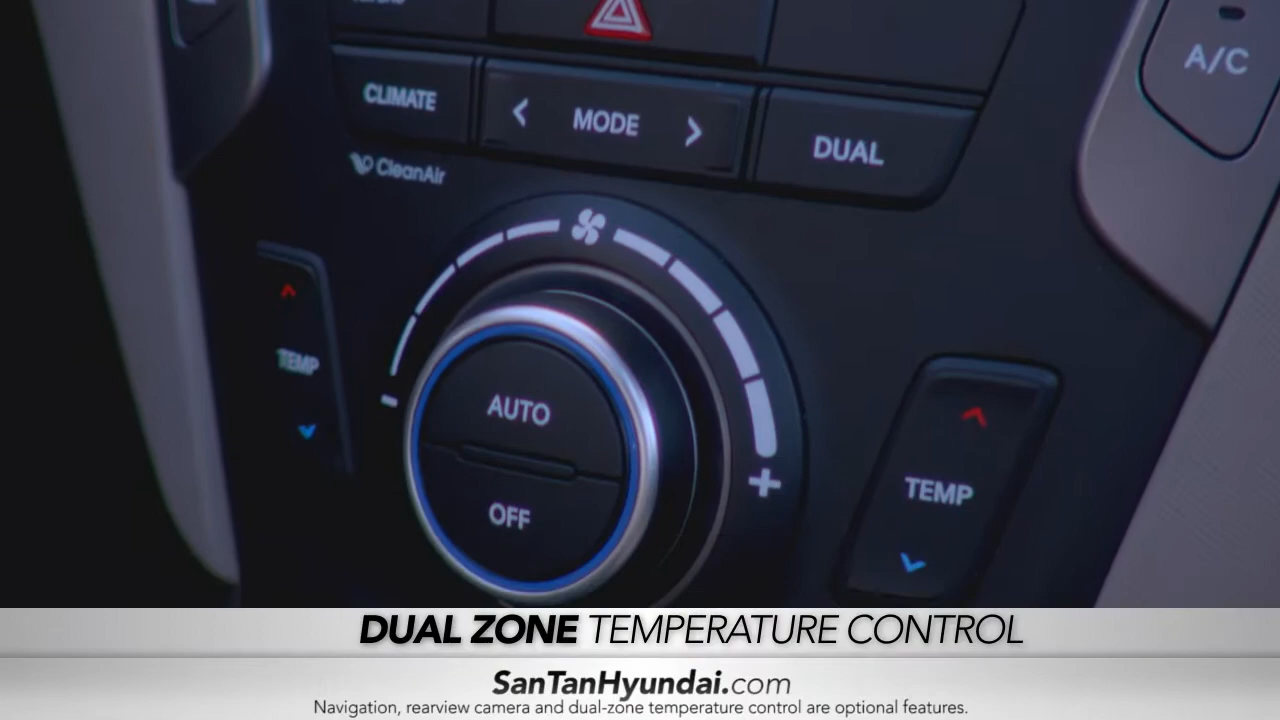 A/C
CLIMATE
< MODE >
DUAL
CleanAir
TEMP
AUTO
OFF
- +
TEMP
DUAL ZONE TEMPERATURE CONTROL
SanTanHyundai.com
Navigation, rearview camera and dual-zone temperature control are optional features.